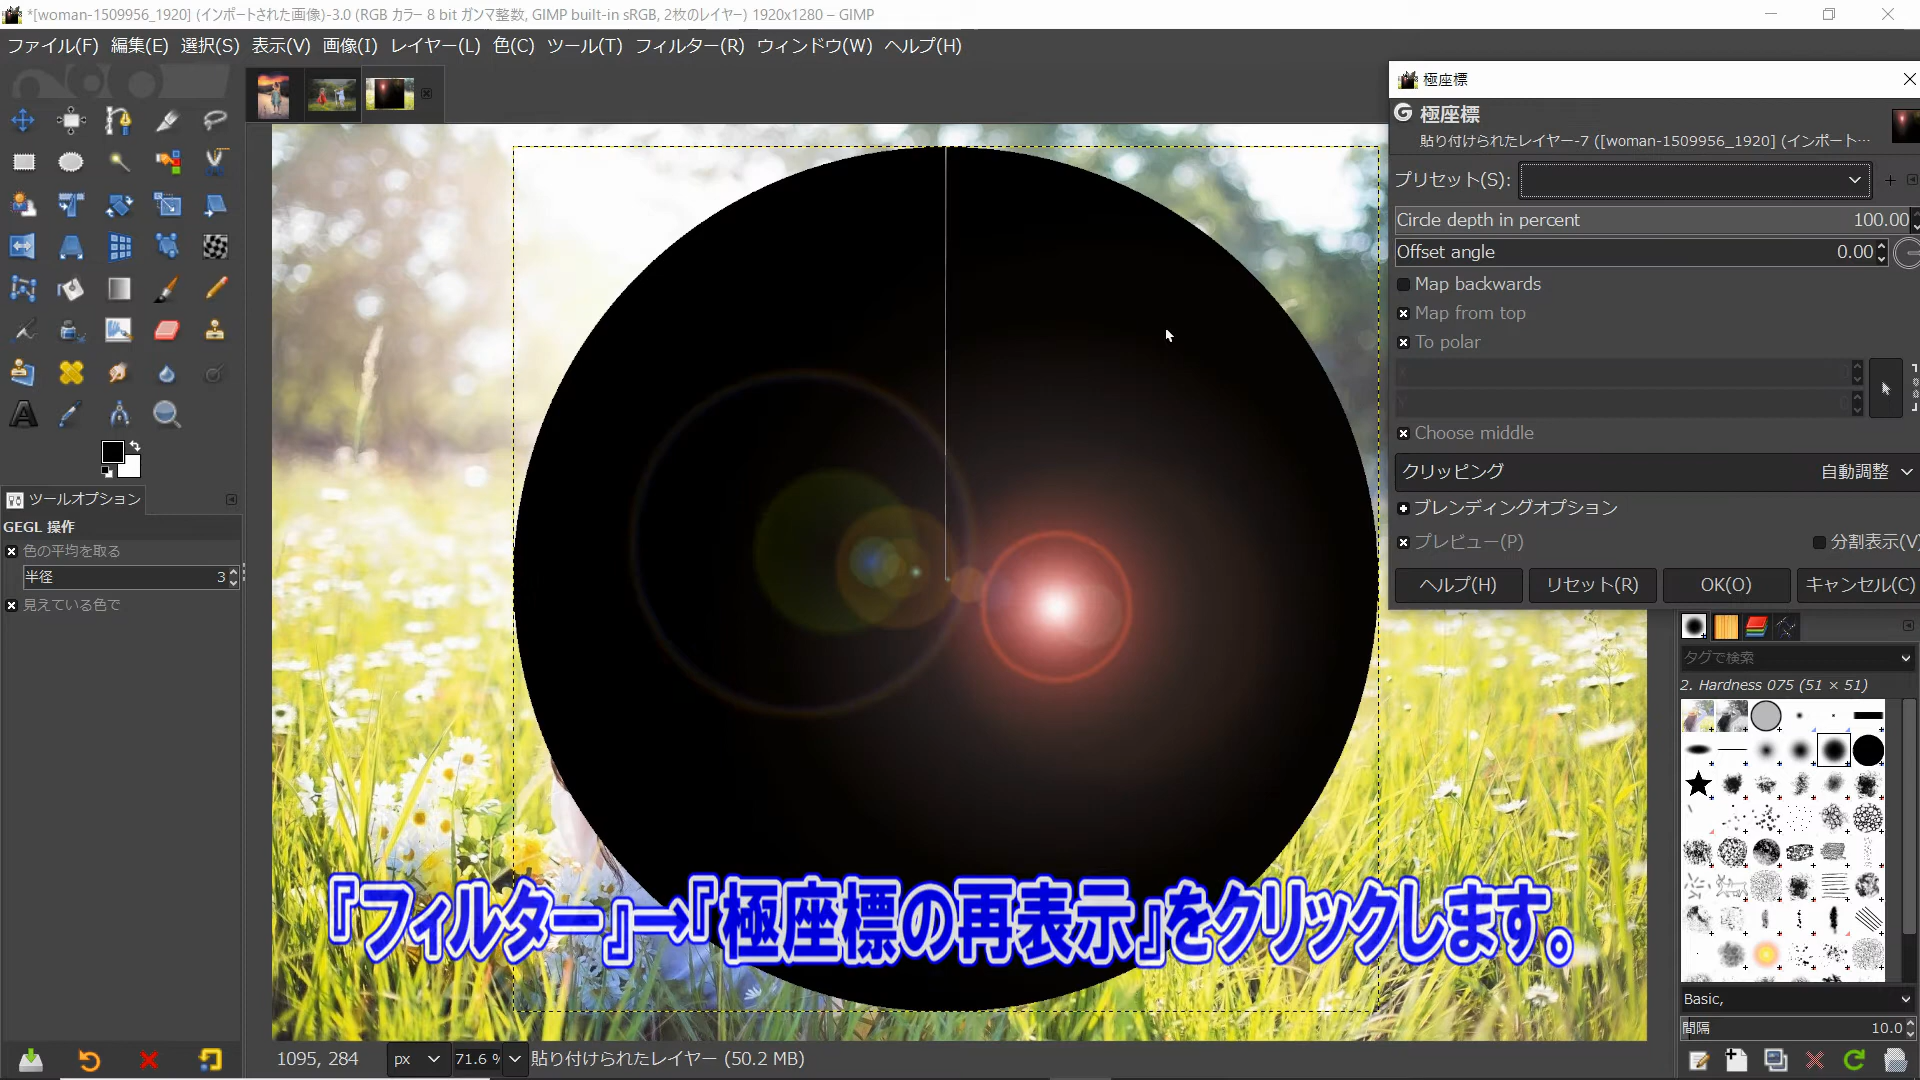 *[woman-1509956_1920] (インポートされた画像)-3.0 (RGB カラー 8 bit ガンマ整数, GIMP built-in sRGB, 2枚のレイヤー) 1920x1280 – GIMP
ファイル(F) 編集(E) 選択(S) 表示(V) 画像(I) レイヤー(L) 色(C) ツール(T) フィルター(R) ウィンドウ(W) ヘルプ(H)
極座標
極座標
貼り付けられたレイヤー-7 ([woman-1509956_1920] (インポート…
プリセット(S):
Circle depth in percent 100.00
Offset angle 0.00
Map backwards
Map from top
To polar
X 0
Y 0
Choose middle
クリッピング 自動調整
ブレンディングオプション
プレビュー(P) 分割表示(V)
ヘルプ(H) リセット(R) OK(O) キャンセル(C)
ツールオプション
GEGL 操作
色の平均を取る
半径 3
見えている色で
タグで検索
2. Hardness 075 (51 × 51)
『フィルター』→『極座標の再表示』をクリックします。
Basic,
間隔 10.0
1095, 284 px 71.6 % 貼り付けられたレイヤー (50.2 MB)